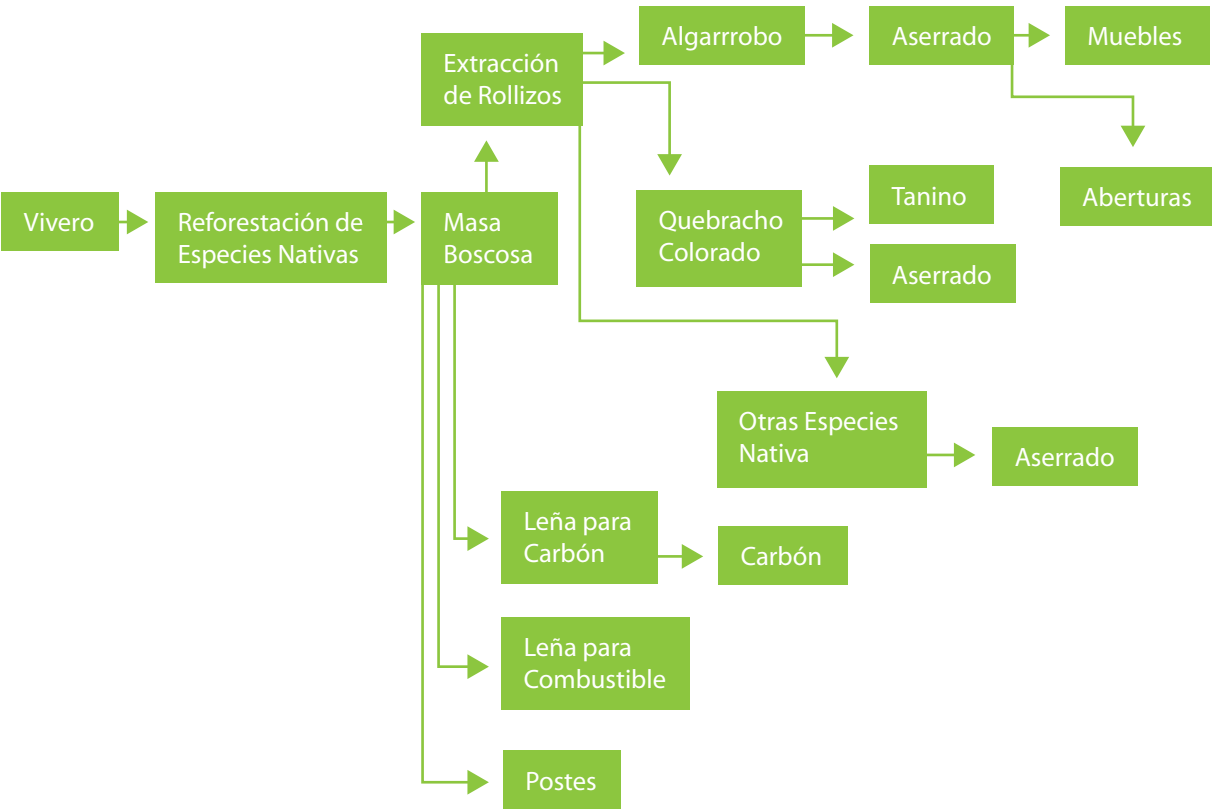 Algarrrobo
Aserrado
Muebles
Extracción
de Rollizos
Vivero
Reforestación de
Especies Nativas
Masa
Boscosa
Quebracho
Colorado
Tanino
Aberturas
Aserrado
Otras Especies
Nativa
Aserrado
Leña para
Carbón
Carbón
Leña para
Combustible
Postes